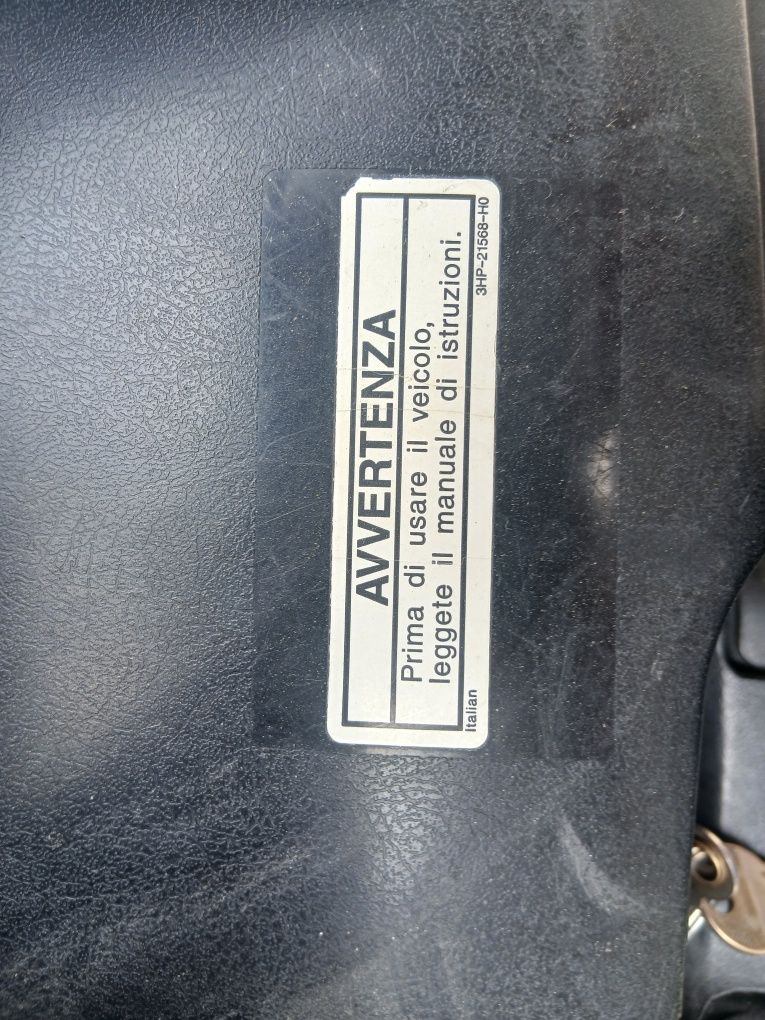 AVVERTENZA
Prima di usare il veicolo,
leggete il manuale di istruzioni.
Italian
3HP-21568-H0